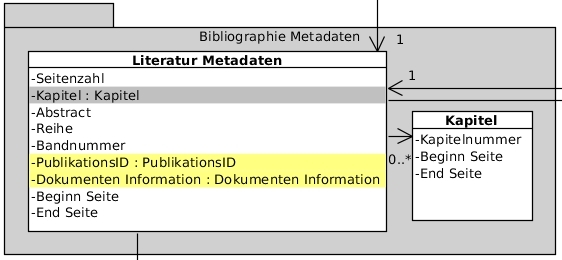 Bibliographie Metadaten
1
Literatur Metadaten
-Seitenzahl
-Kapitel : Kapitel
-Abstract
-Reihe
-Bandnummer
-PublikationsID : PublikationsID
-Dokumenten Information : Dokumenten Information
-Beginn Seite
-End Seite
1
0..*
Kapitel
-Kapitelnummer
-Beginn Seite
-End Seite